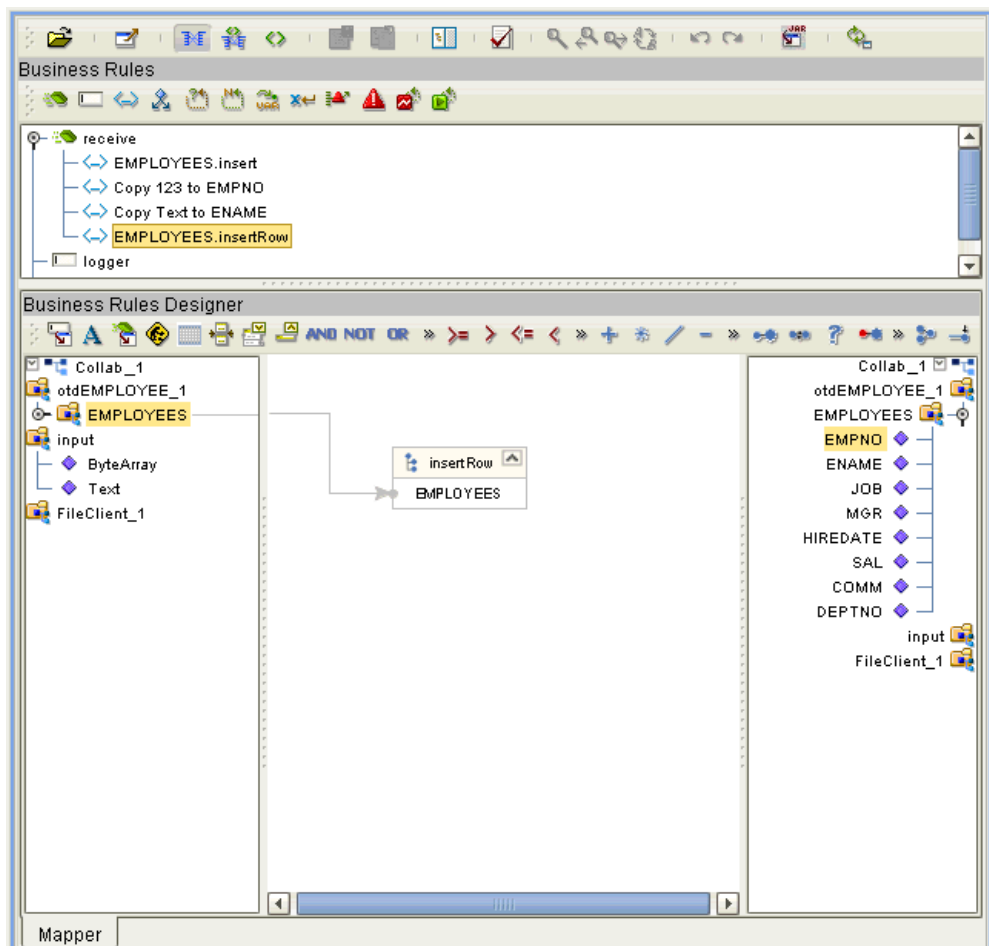 JAR
Business Rules
receive
EMPLOYEES.insert
Copy 123 to EMPNO
Copy Text to ENAME
EMPLOYEES.insertRow
logger
Business Rules Designer
A AND NOT OR » >= > <= < » + * / - » ? »
Collab_1
otdEMPLOYEE_1
EMPLOYEES
input
ByteArray
Text
FileClient_1
insertRow
EMPLOYEES
Collab_1
otdEMPLOYEE_1
EMPLOYEES
EMPNO
ENAME
JOB
MGR
HIREDATE
SAL
COMM
DEPTNO
input
FileClient_1
Mapper